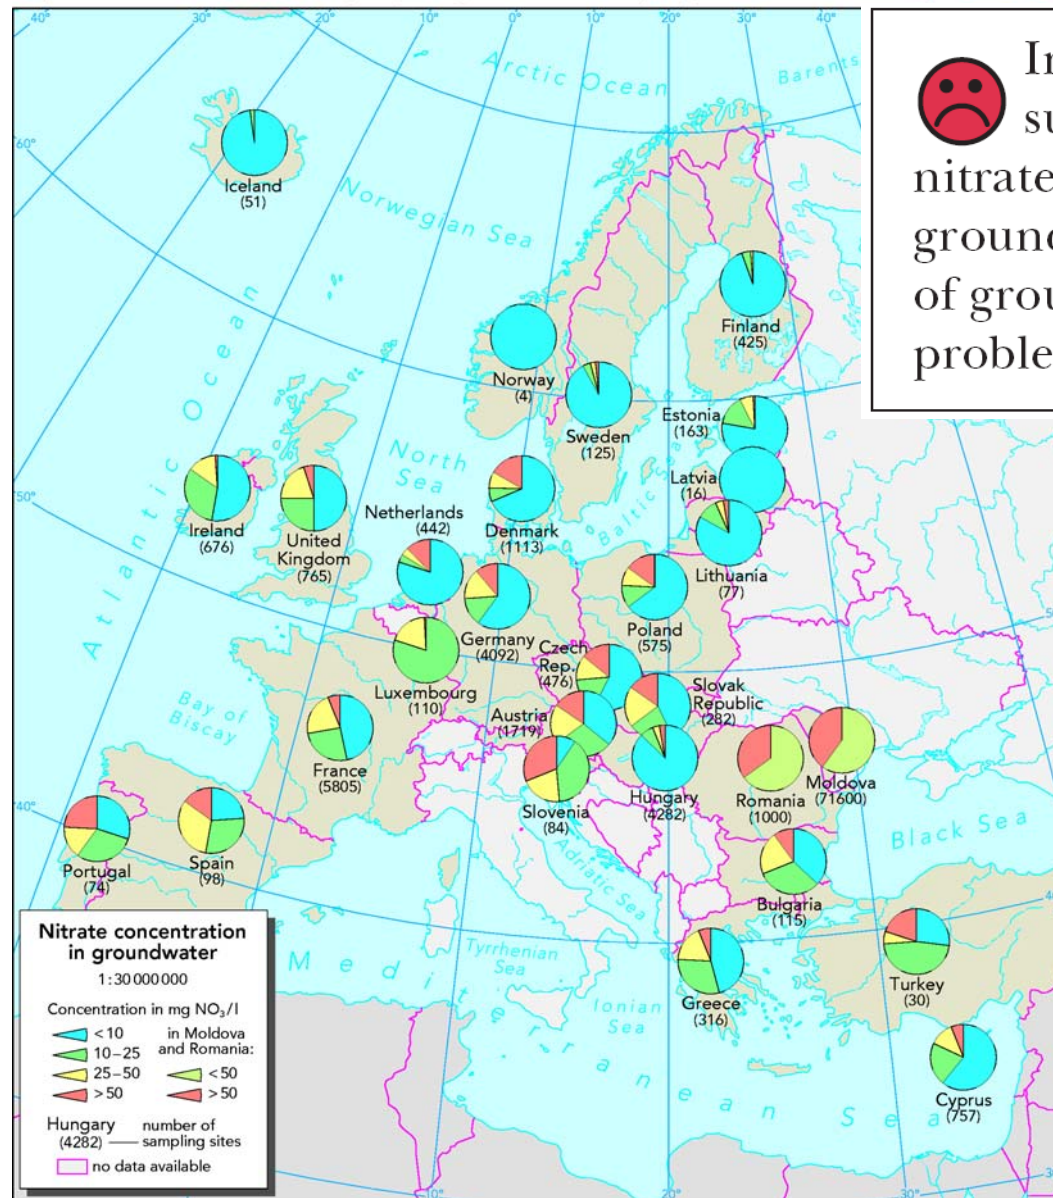 40°
30°
20°
10°
0°
10°
20°
30°
40°
Arctic Ocean
Barents
60°
Iceland
(51)
Norwegian Sea
Finland
(425)
Norway
(4)
Sweden
(125)
Estonia
(163)
Latvia
(16)
Atlantic Ocean
North
Sea
Baltic
50°
Netherlands
(442)
Denmark
(1113)
Ireland
(676)
United
Kingdom
(765)
Lithuania
(77)
Germany
(4092)
Poland
(575)
Czech
Rep.
(476)
Luxembourg
(110)
Slovak
Republic
(282)
Austria
(1719)
Bay of
Biscay
France
(5805)
Slovenia
(84)
Hungary
(4282)
Romania
(1000)
Moldova
(71600)
40°
Black Sea
Portugal
(74)
Spain
(98)
Adriatic Sea
Bulgaria
(115)
Tyrrhenian
Sea
Ionian
Sea
Greece
(316)
Turkey
(30)
Mediterranean Sea
Cyprus
(757)
Nitrate concentration
in groundwater
1:30 000 000
Concentration in mg NO₃/l
<10
10–25
25–50
>50
in Moldova
and Romania:
<50
>50
Hungary
(4282)
number of
sampling sites
no data available
0°
10°
20°
30°
In
su
nitrate
ground
of grou
proble